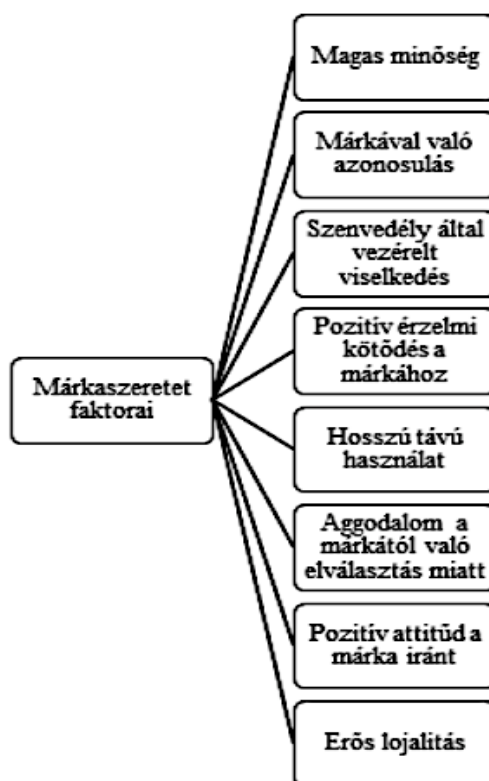 Magas minőség
Márkával való
azonosulás
Szenvedély által
vezérelt
viselkedés
Pozitív érzelmi
kötődés a
márkához
Márkaszeretet
faktorai
Hosszú távú
használat
Aggodalom a
márkától való
elválasztás miatt
Pozitív attitűd a
márka iránt
Erős lojalitás